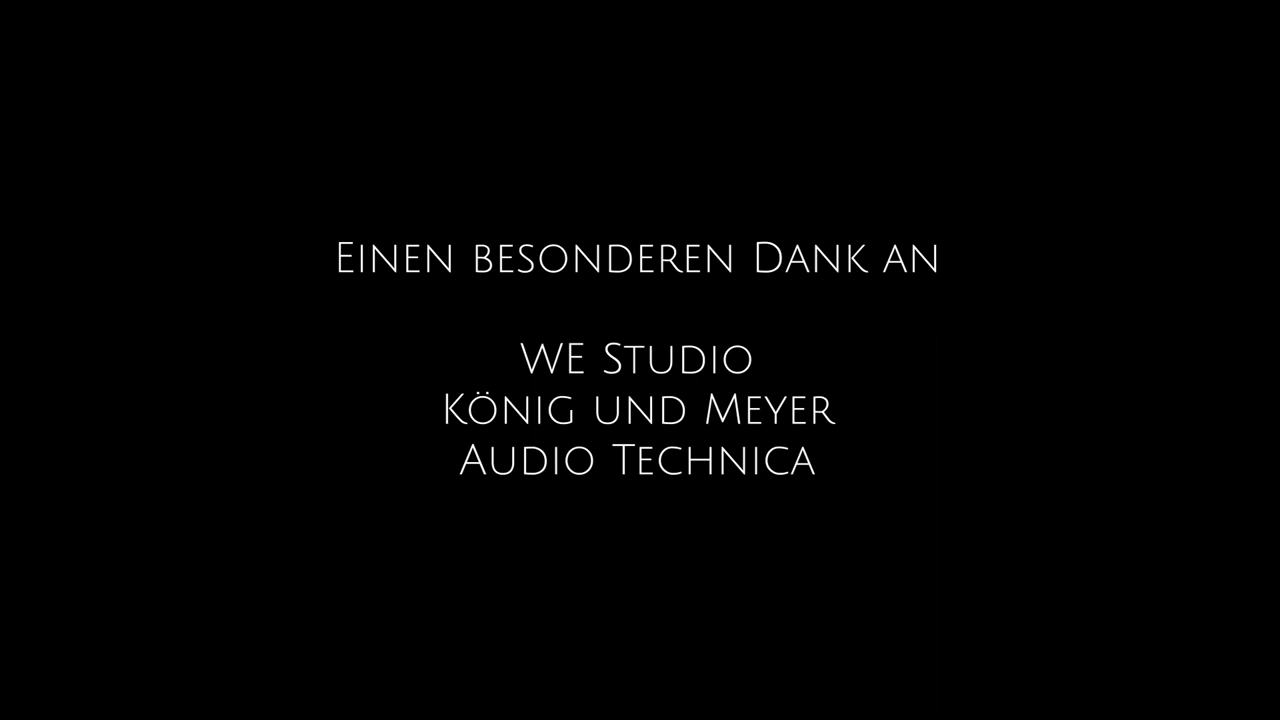 Einen besonderen Dank an
WE Studio
König und Meyer
Audio Technica